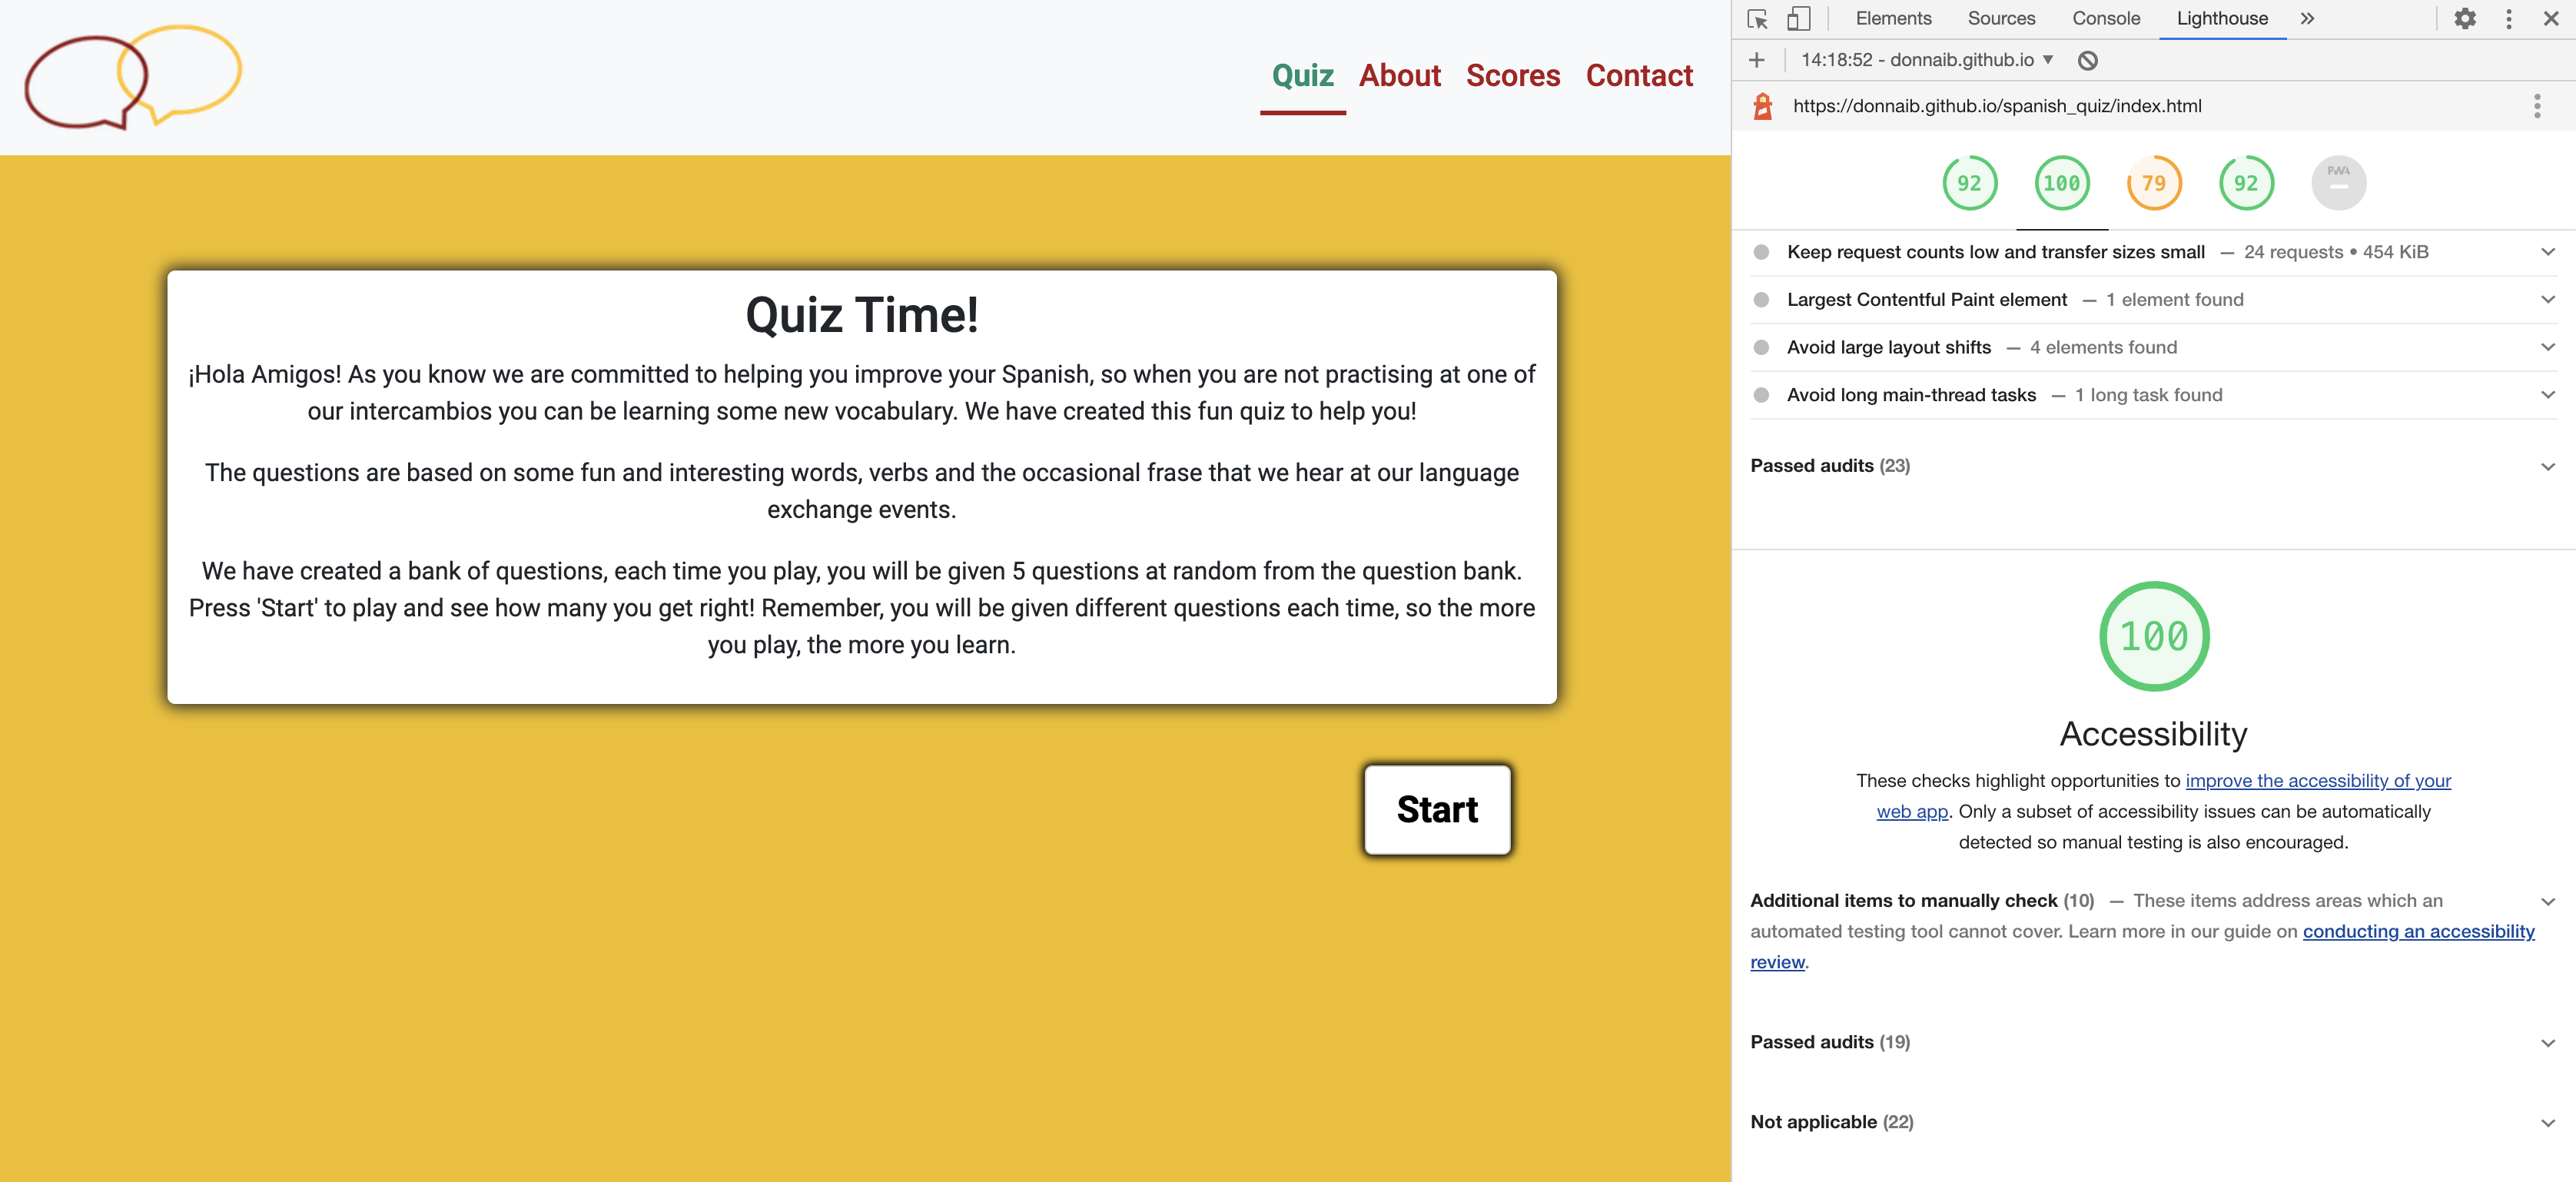 Quiz About Scores Contact
Quiz Time!
¡Hola Amigos! As you know we are committed to helping you improve your Spanish, so when you are not practising at one of
our intercambios you can be learning some new vocabulary. We have created this fun quiz to help you!
The questions are based on some fun and interesting words, verbs and the occasional frase that we hear at our language
exchange events.
We have created a bank of questions, each time you play, you will be given 5 questions at random from the question bank.
Press 'Start' to play and see how many you get right! Remember, you will be given different questions each time, so the more
you play, the more you learn.
Start
Elements Sources Console Lighthouse
14:18:52 - donnaib.github.io
https://donnaib.github.io/spanish_quiz/index.html
92 100 79 92 PWA
Keep request counts low and transfer sizes small — 24 requests • 454 KiB
Largest Contentful Paint element — 1 element found
Avoid large layout shifts — 4 elements found
Avoid long main-thread tasks — 1 long task found
Passed audits (23)
100
Accessibility
These checks highlight opportunities to improve the accessibility of your
web app. Only a subset of accessibility issues can be automatically
detected so manual testing is also encouraged.
Additional items to manually check (10) — These items address areas which an
automated testing tool cannot cover. Learn more in our guide on conducting an accessibility
review.
Passed audits (19)
Not applicable (22)